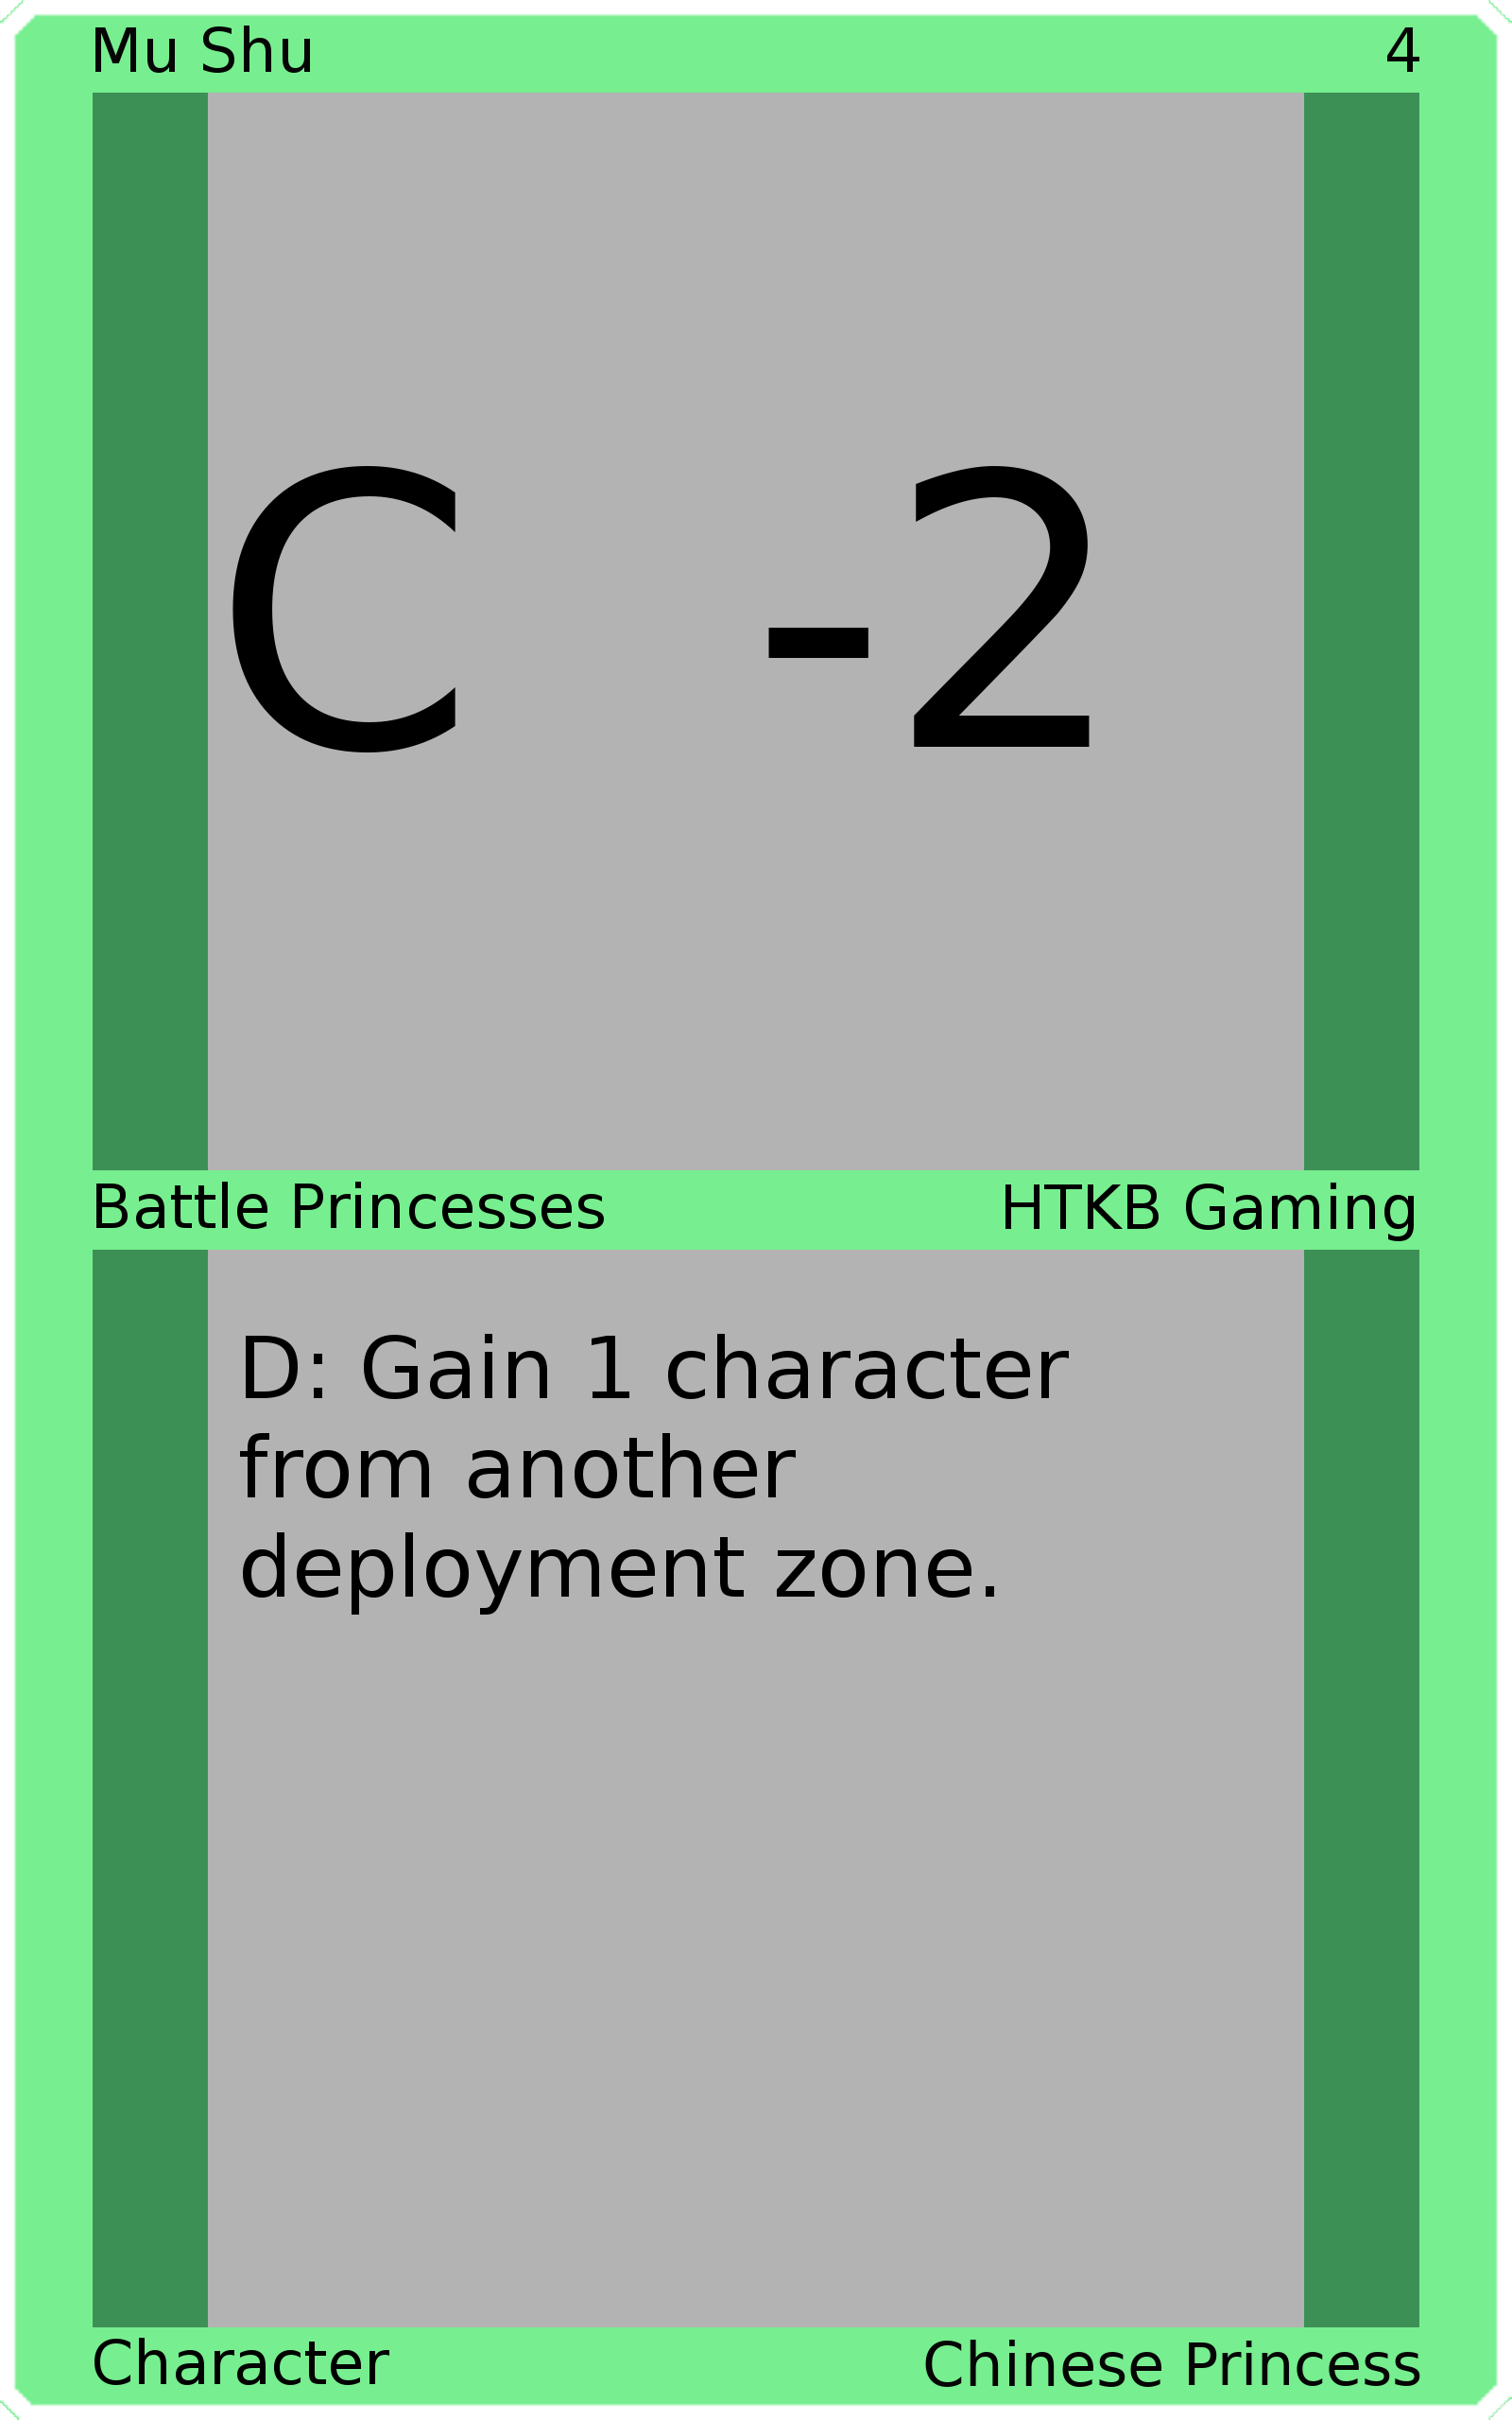 Mu Shu 4
C -2
Battle Princesses HTKB Gaming
D: Gain 1 character
from another
deployment zone.
Character Chinese Princess